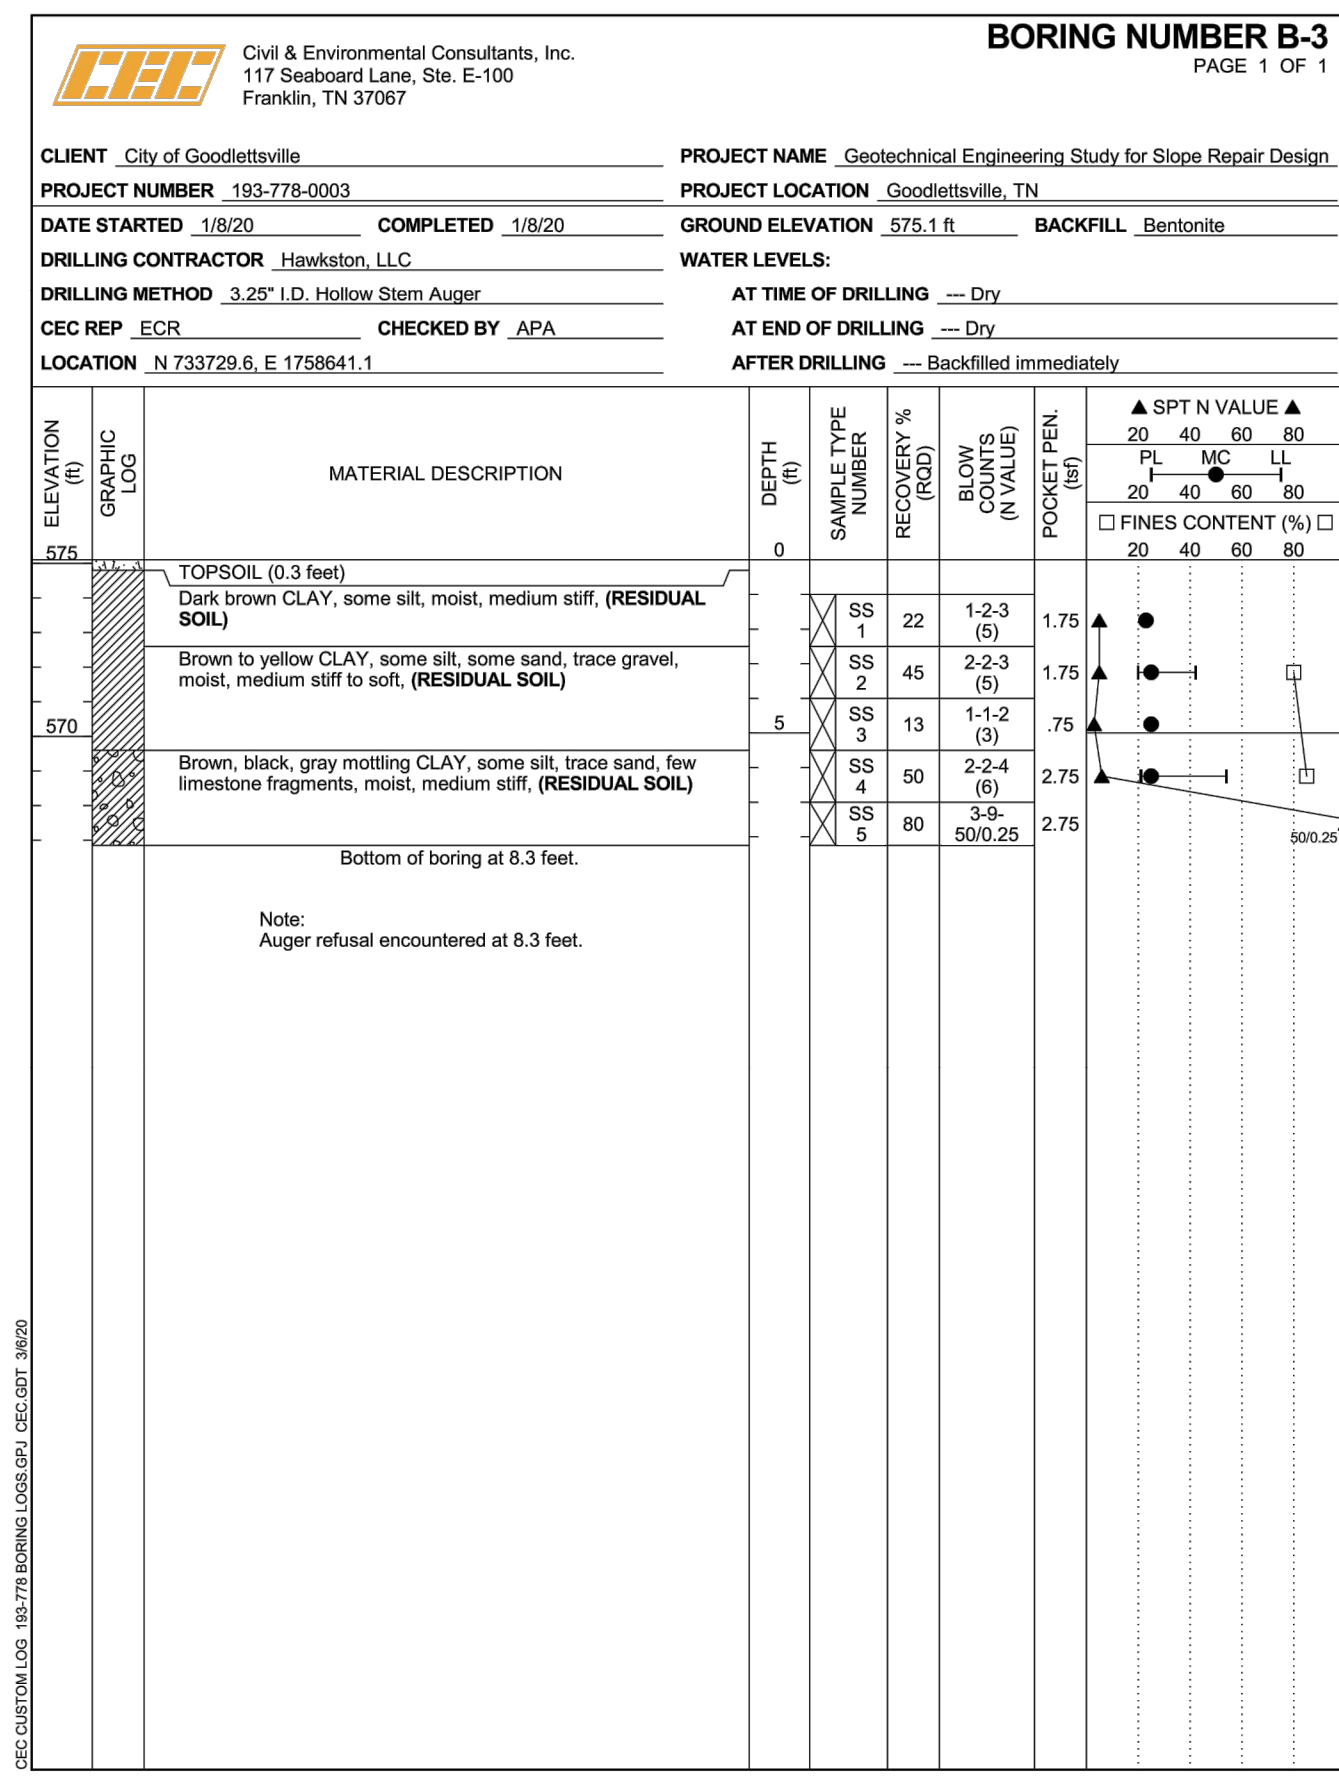 BORING NUMBER B-3
PAGE 1 OF 1
CEC
Civil & Environmental Consultants, Inc.
117 Seaboard Lane, Ste. E-100
Franklin, TN 37067
CLIENT City of Goodlettsville
PROJECT NAME Geotechnical Engineering Study for Slope Repair Design
PROJECT NUMBER 193-778-0003
PROJECT LOCATION Goodlettsville, TN
DATE STARTED 1/8/20 COMPLETED 1/8/20
GROUND ELEVATION 575.1 ft BACKFILL Bentonite
DRILLING CONTRACTOR Hawkston, LLC
WATER LEVELS:
DRILLING METHOD 3.25" I.D. Hollow Stem Auger
AT TIME OF DRILLING --- Dry
CEC REP ECR CHECKED BY APA
AT END OF DRILLING --- Dry
LOCATION N 733729.6, E 1758641.1
AFTER DRILLING --- Backfilled immediately
ELEVATION
(ft)
GRAPHIC
LOG
MATERIAL DESCRIPTION
DEPTH
(ft)
SAMPLE TYPE
NUMBER
RECOVERY %
(RQD)
BLOW
COUNTS
(N VALUE)
POCKET PEN.
(tsf)
▲ SPT N VALUE ▲
20 40 60 80
PL MC LL
20 40 60 80
□ FINES CONTENT (%) □
20 40 60 80
575
0
TOPSOIL (0.3 feet)
Dark brown CLAY, some silt, moist, medium stiff, (RESIDUAL
SOIL)
SS
1
22
1-2-3
(5)
1.75
Brown to yellow CLAY, some silt, some sand, trace gravel,
moist, medium stiff to soft, (RESIDUAL SOIL)
SS
2
45
2-2-3
(5)
1.75
570
5
SS
3
13
1-1-2
(3)
.75
Brown, black, gray mottling CLAY, some silt, trace sand, few
limestone fragments, moist, medium stiff, (RESIDUAL SOIL)
SS
4
50
2-2-4
(6)
2.75
SS
5
80
3-9-
50/0.25
2.75
50/0.25
Bottom of boring at 8.3 feet.
Note:
Auger refusal encountered at 8.3 feet.
CEC CUSTOM LOG 193-778 BORING LOGS.GPJ CEC.GDT 3/6/20